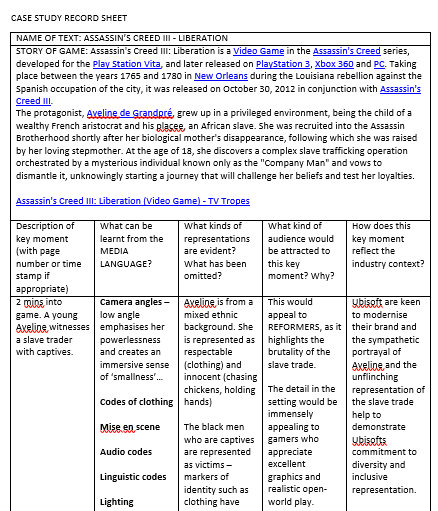 CASE STUDY RECORD SHEET
NAME OF TEXT: ASSASSIN'S CREED III - LIBERATION
STORY OF GAME: Assassin's Creed III: Liberation is a Video Game in the Assassin's Creed series,
developed for the Play Station Vita, and later released on PlayStation 3, Xbox 360 and PC. Taking
place between the years 1765 and 1780 in New Orleans during the Louisiana rebellion against the
Spanish occupation of the city, it was released on October 30, 2012 in conjunction with Assassin's
Creed III.
The protagonist, Aveline de Grandpré, grew up in a privileged environment, being the child of a
wealthy French aristocrat and his placee, an African slave. She was recruited into the Assassin
Brotherhood shortly after her biological mother's disappearance, following which she was raised
by her loving stepmother. At the age of 18, she discovers a complex slave trafficking operation
orchestrated by a mysterious individual known only as the "Company Man" and vows to
dismantle it, unknowingly starting a journey that will challenge her beliefs and test her loyalties.
Assassin's Creed III: Liberation (Video Game) - TV Tropes
Description of
key moment
(with page
number or time
stamp if
appropriate)
What can be
learnt from the
MEDIA
LANGUAGE?
What kinds of
representations
are evident?
What has been
omitted?
What kind of
audience would
be attracted to
this key
moment? Why?
How does this
key moment
reflect the
industry context?
2 mins into
game. A young
Aveline witnesses
a slave trader
with captives.
Camera angles –
low angle
emphasises her
powerlessness
and creates an
immersive sense
of 'smallness'...
Codes of clothing
Mise en scene
Audio codes
Linguistic codes
Lighting
Aveline is from a
mixed ethnic
background. She
is represented as
respectable
(clothing) and
innocent (chasing
chickens, holding
hands)
The black men
who are captives
are represented
as victims –
markers of
identity such as
clothing have
This would
appeal to
REFORMERS, as it
highlights the
brutality of the
slave trade.
The detail in the
setting would be
immensely
appealing to
gamers who
appreciate
excellent
graphics and
realistic open-
world play.
Ubisoft are keen
to modernise
their brand and
the sympathetic
portrayal of
Aveline and the
unflinching
representation of
the slave trade
help to
demonstrate
Ubisofts
commitment to
diversity and
inclusive
representation.